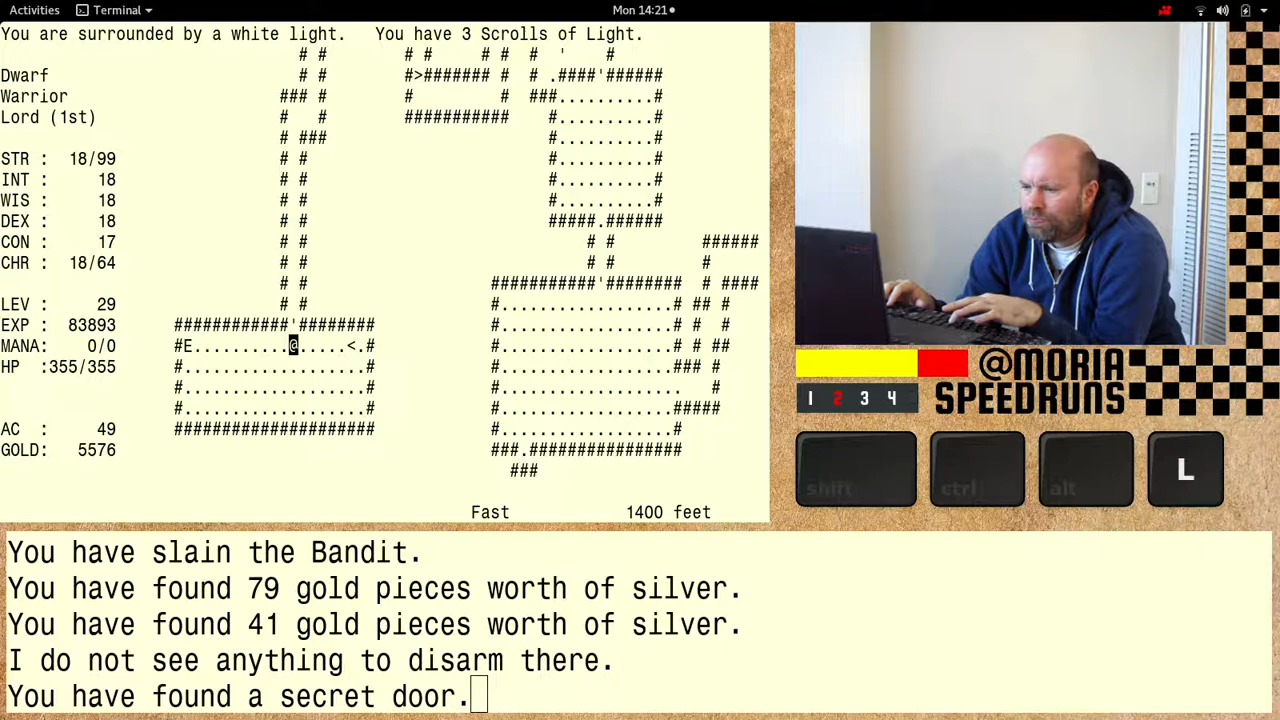 Activities Terminal Mon 14:21
You are surrounded by a white light. You have 3 Scrolls of Light.
# # # # # # # ' #
Dwarf # # #>####### # # .####'######
Warrior ### # # # ###..........#
Lord (1st) # # ########### #..........#
# ### #..........#
STR : 18/99 # # #..........#
INT : 18 # # #..........#
WIS : 18 # # #..........#
DEX : 18 # # #####.######
CON : 17 # # # # ######
CHR : 18/64 # # # # #
# # ###########'######## # ####
LEV : 29 # # #..................# ## #
EXP : 83893 ############'######## #..................# # #
MANA: 0/0 #E..........@.....<.# #..................# # ##
HP :355/355 #...................# #..................### #
#...................# #................... #
#...................# #..................#####
AC : 49 ##################### #..................#
GOLD: 5576 ###.################
###
Fast 1400 feet
@MORIA
SPEEDRUNS
1 2 3 4
shift ctrl alt L
You have slain the Bandit.
You have found 79 gold pieces worth of silver.
You have found 41 gold pieces worth of silver.
I do not see anything to disarm there.
You have found a secret door.